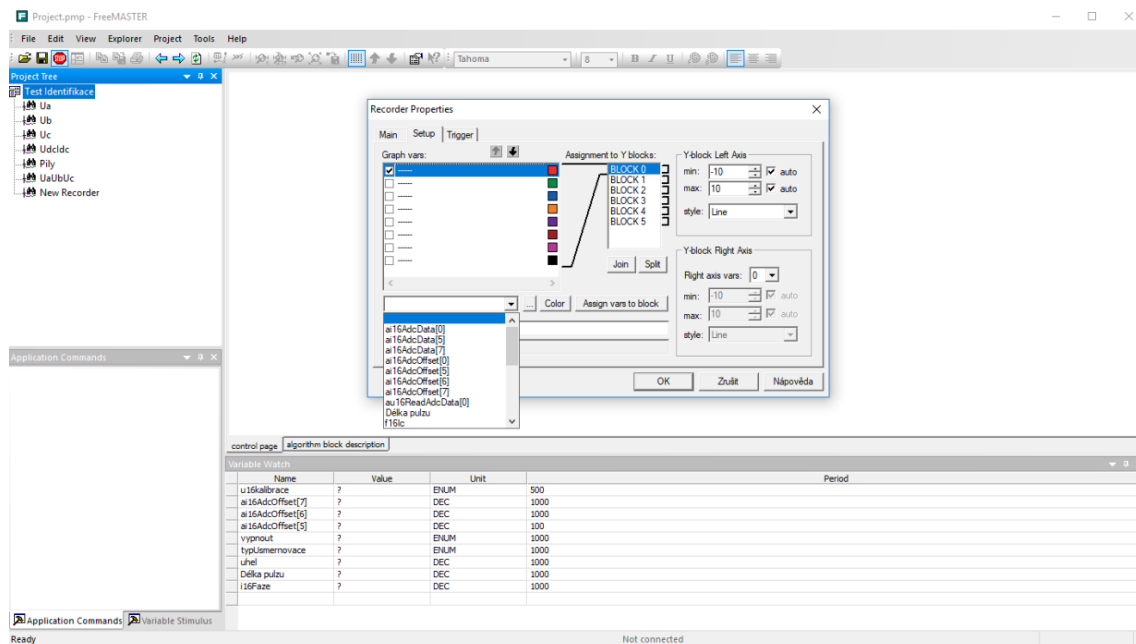 Project.pmp - FreeMASTER
File Edit View Explorer Project Tools Help
Tahoma 8 B I U
Project Tree
Test Identifikace
Ua
Ub
Uc
UdcIdc
Pily
UaUbUc
New Recorder
Recorder Properties
Main Setup Trigger
Graph vars:
Assignment to Y blocks:
BLOCK 0
BLOCK 1
BLOCK 2
BLOCK 3
BLOCK 4
BLOCK 5
Join Split
Y-block Left Axis
min: -10 auto
max: 10 auto
style: Line
Y-block Right Axis
Right axis vars: 0
min: -10 auto
max: 10 auto
style: Line
... Color Assign vars to block
ai16AdcData[0]
ai16AdcData[5]
ai16AdcData[7]
ai16AdcOffset[0]
ai16AdcOffset[5]
ai16AdcOffset[6]
ai16AdcOffset[7]
au16ReadAdcData[0]
Délka pulzu
f16Ic
OK Zrušit Nápověda
Application Commands
control page algorithm block description
Variable Watch
Name Value Unit Period
u16kalibrace ? ENUM 500
ai16AdcOffset[7] ? DEC 1000
ai16AdcOffset[6] ? DEC 1000
ai16AdcOffset[5] ? DEC 100
vypnout ? ENUM 1000
typUsmernovace ? ENUM 1000
uhel ? DEC 1000
Délka pulzu ? DEC 1000
i16Faze ? DEC 1000
Application Commands Variable Stimulus
Ready Not connected